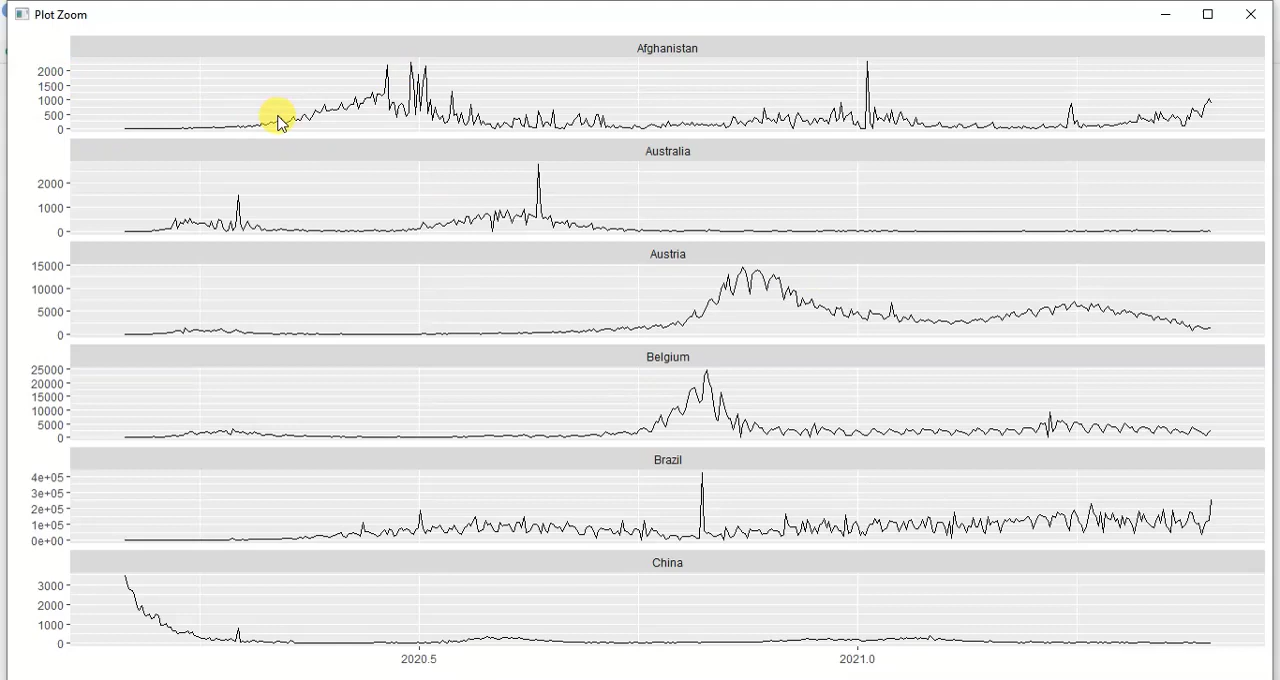 Plot Zoom
Afghanistan
2000
1500
1000
500
0
Australia
2000
1000
0
Austria
15000
10000
5000
0
Belgium
25000
20000
15000
10000
5000
0
Brazil
4e+05
3e+05
2e+05
1e+05
0e+00
China
3000
2000
1000
0
2020.5 2021.0